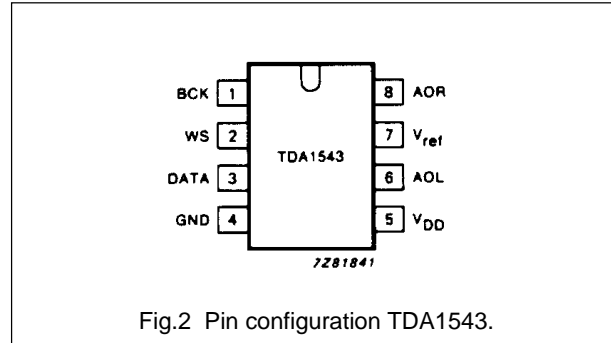 BCK 1 8 AOR
WS 2 7 Vref
TDA1543
DATA 3 6 AOL
GND 4 5 VDD
7Z81841
Fig.2 Pin configuration TDA1543.